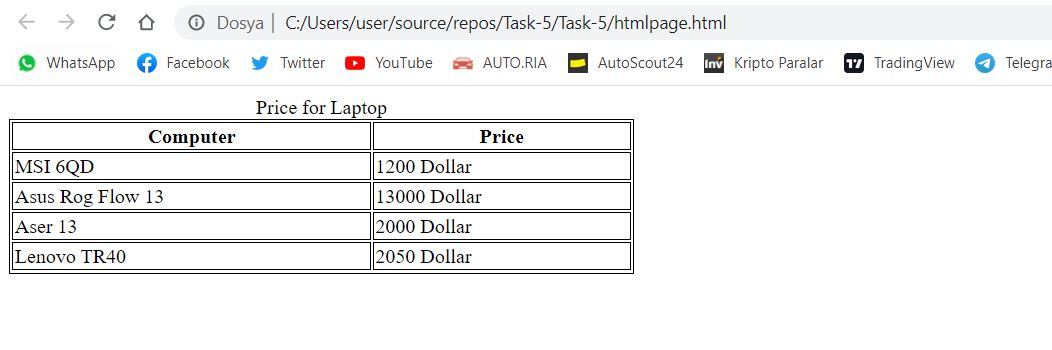 Dosya | C:/Users/user/source/repos/Task-5/Task-5/htmlpage.html
WhatsApp Facebook Twitter YouTube AUTO.RIA AutoScout24 Inv Kripto Paralar TradingView Telegra
Price for Laptop
Computer Price
MSI 6QD 1200 Dollar
Asus Rog Flow 13 13000 Dollar
Aser 13 2000 Dollar
Lenovo TR40 2050 Dollar